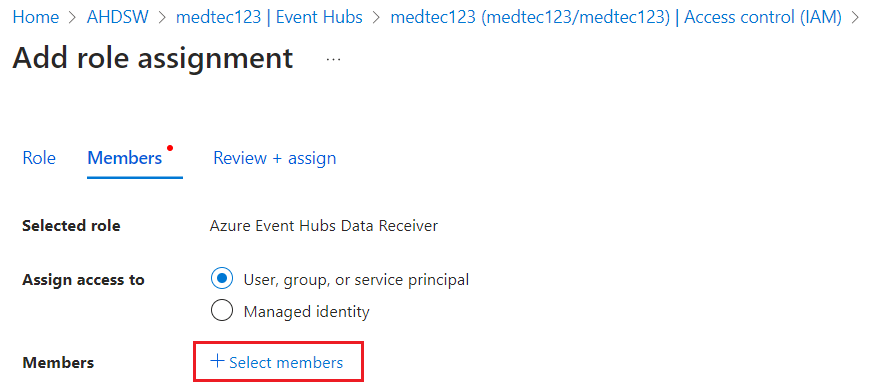 Home > AHDSW > medtec123 | Event Hubs > medtec123 (medtec123/medtec123) | Access control (IAM) >
Add role assignment ...
Role Members Review + assign
Selected role Azure Event Hubs Data Receiver
Assign access to User, group, or service principal
Managed identity
Members + Select members